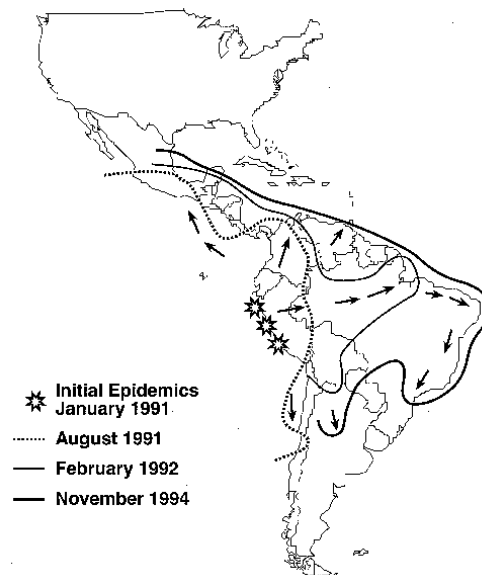 Initial Epidemics
January 1991
August 1991
February 1992
November 1994